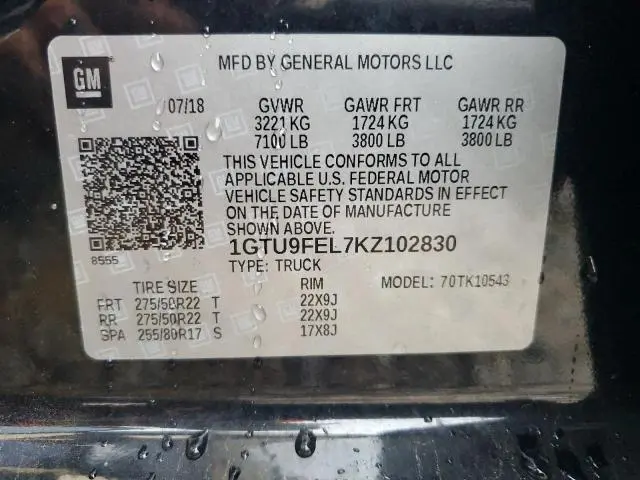 GM
MFD BY GENERAL MOTORS LLC
07/18 GVWR GAWR FRT GAWR RR
3221 KG 1724 KG 1724 KG
7100 LB 3800 LB 3800 LB
THIS VEHICLE CONFORMS TO ALL
APPLICABLE U.S. FEDERAL MOTOR
VEHICLE SAFETY STANDARDS IN EFFECT
ON THE DATE OF MANUFACTURE
SHOWN ABOVE.
1GTU9FEL7KZ102830
8555
TYPE: TRUCK MODEL: 70TK10543
TIRE SIZE RIM
FRT 275/50R22 T 22X9J
RR 275/50R22 T 22X9J
SPA 255/80R17 S 17X8J